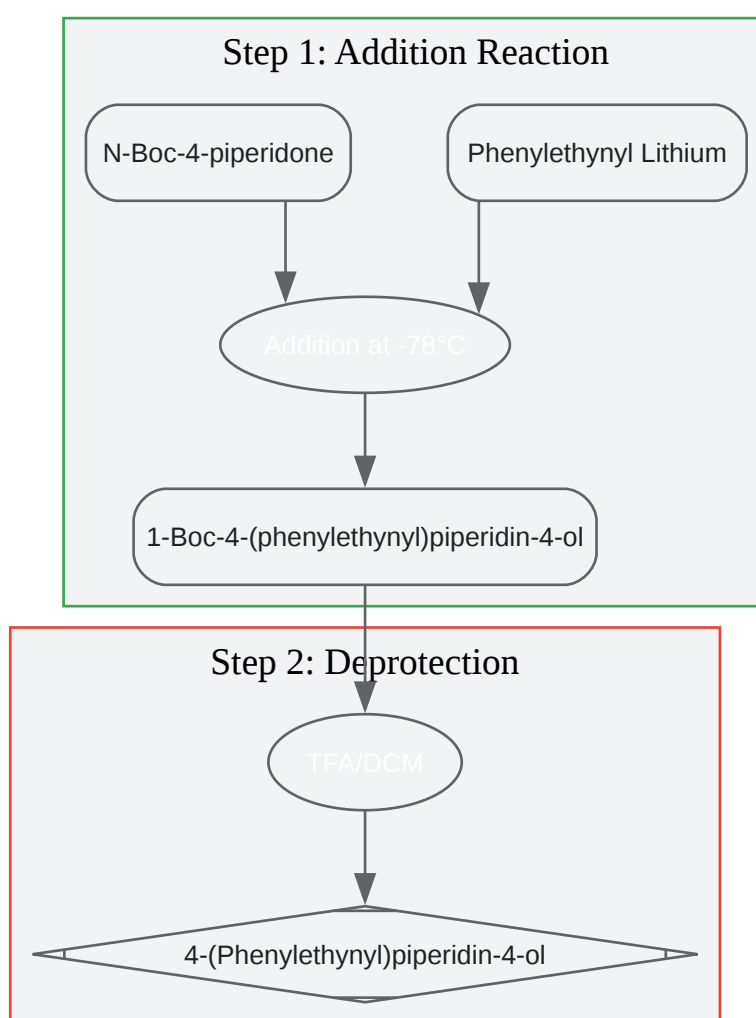 Step 1: Addition Reaction
N-Boc-4-piperidone
Phenylethynyl Lithium
Addition at -78°C
1-Boc-4-(phenylethynyl)piperidin-4-ol
Step 2: Deprotection
TFA/DCM
4-(Phenylethynyl)piperidin-4-ol